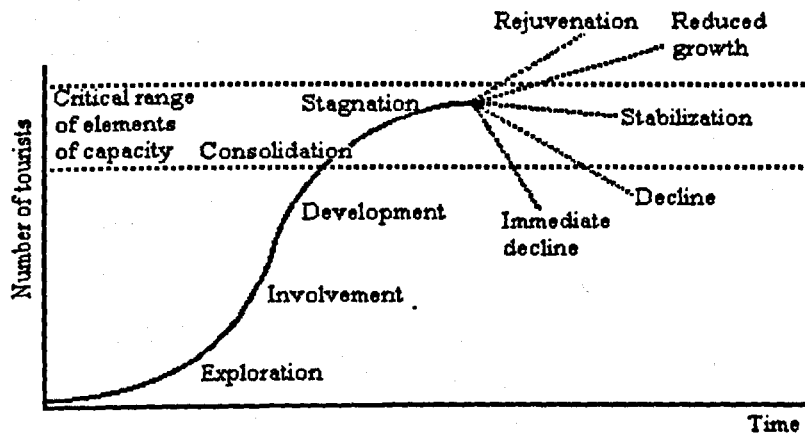 Rejuvenation
Reduced
growth
Critical range
of elements
of capacity
Stagnation
Consolidation
Stabilization
Decline
Immediate
decline
Development
Involvement
Exploration
Number of tourists
Time